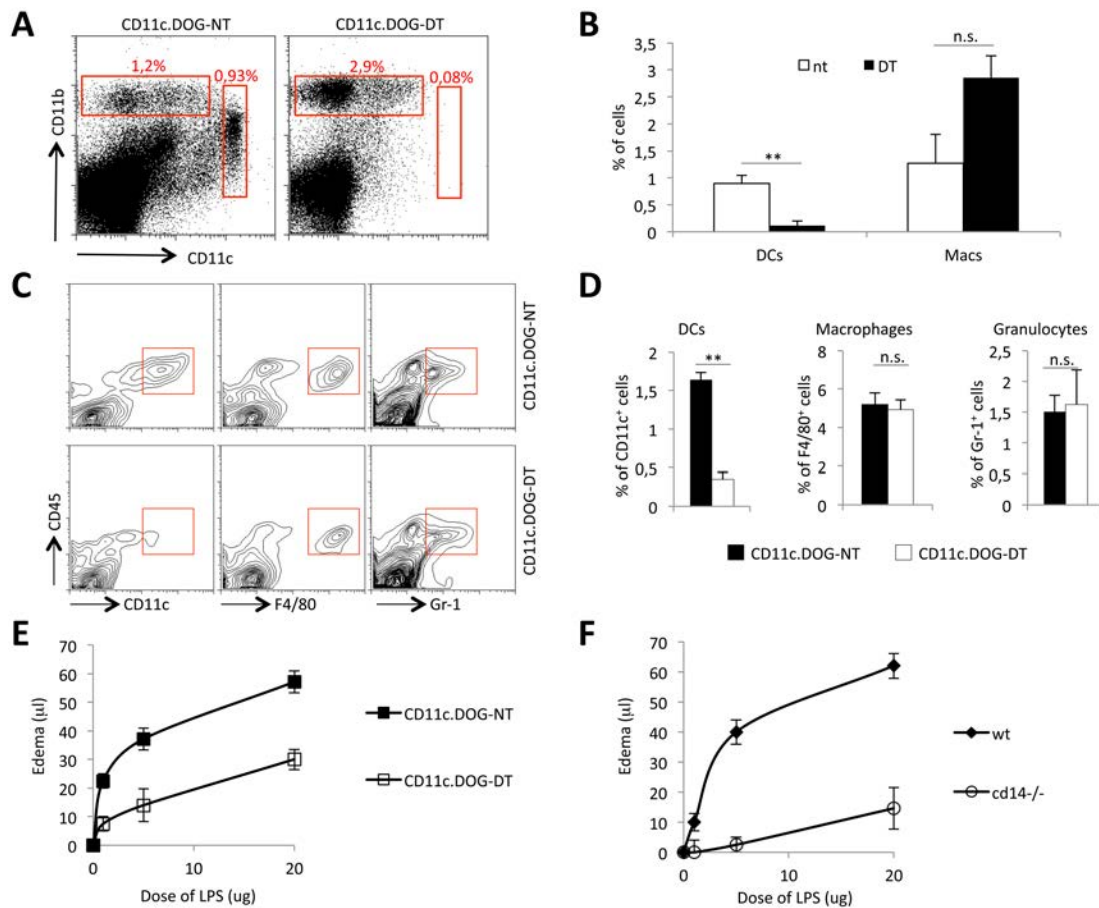 A
CD11c.DOG-NT
CD11c.DOG-DT
1,2%
0,93%
2,9%
0,08%
CD11b
CD11c
B
n.s.
nt
DT
**
% of cells
3,5
3
2,5
2
1,5
1
0,5
0
DCs
Macs
C
CD11c.DOG-NT
CD11c.DOG-DT
CD45
CD11c
F4/80
Gr-1
D
DCs
Macrophages
Granulocytes
% of CD11c+ cells
2
1,5
1
0,5
0
**
% of F4/80+ cells
8
6
4
2
0
n.s.
% of Gr-1+ cells
2,5
2
1,5
1
0,5
0
n.s.
CD11c.DOG-NT
CD11c.DOG-DT
E
Edema (µl)
70
60
50
40
30
20
10
0
0
10
20
Dose of LPS (ug)
CD11c.DOG-NT
CD11c.DOG-DT
F
Edema (µl)
70
60
50
40
30
20
10
0
0
10
20
Dose of LPS (ug)
wt
cd14-/-